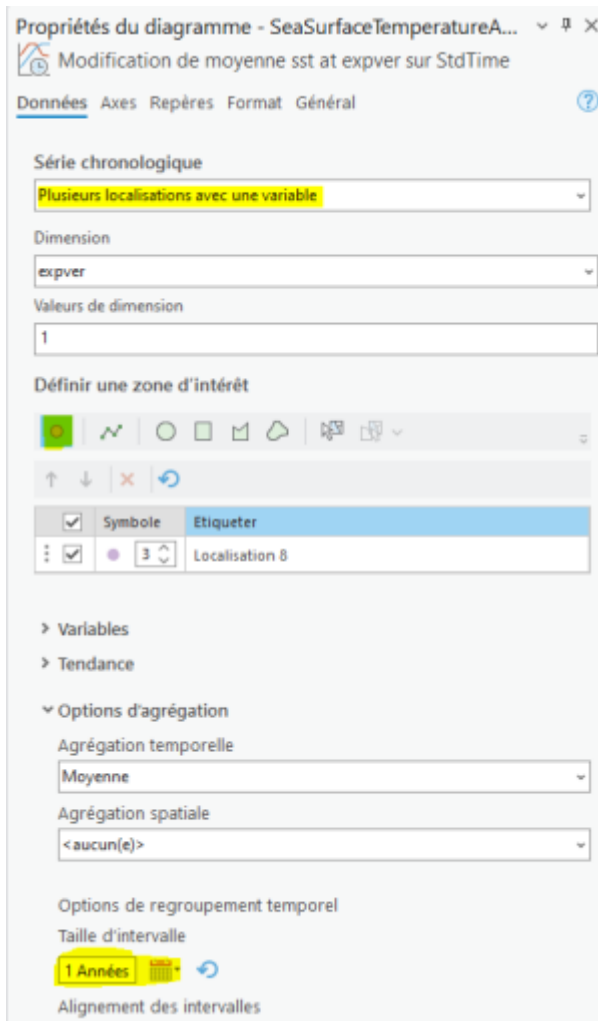 Propriétés du diagramme - SeaSurfaceTemperatureA...
Modification de moyenne sst at expver sur StdTime
Données Axes Repères Format Général
Série chronologique
Plusieurs localisations avec une variable
Dimension
expver
Valeurs de dimension
1
Définir une zone d'intérêt
Symbole Etiqueter
3 Localisation 8
Variables
Tendance
Options d'agrégation
Agrégation temporelle
Moyenne
Agrégation spatiale
<aucun(e)>
Options de regroupement temporel
Taille d'intervalle
1 Années
Alignement des intervalles